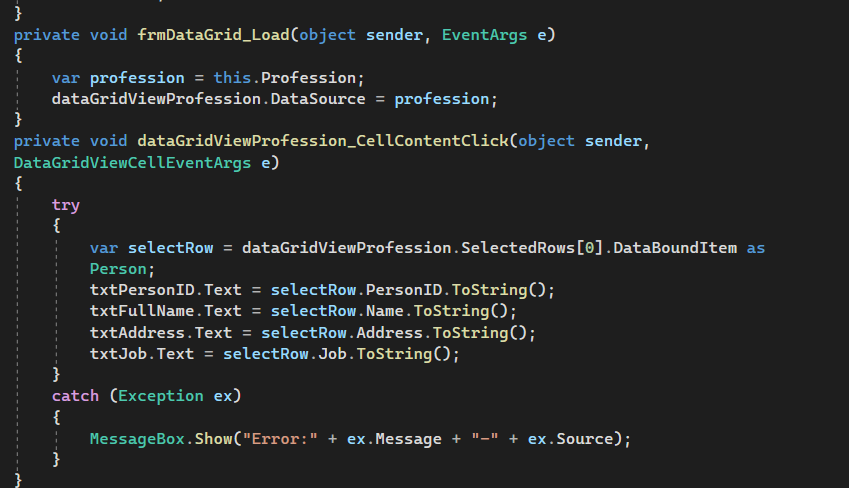 }
private void frmDataGrid_Load(object sender, EventArgs e)
{
    var profession = this.Profession;
    dataGridViewProfession.DataSource = profession;
}
private void dataGridViewProfession_CellContentClick(object sender,
DataGridViewCellEventArgs e)
{
    try
    {
        var selectRow = dataGridViewProfession.SelectedRows[0].DataBoundItem as
        Person;
        txtPersonID.Text = selectRow.PersonID.ToString();
        txtFullName.Text = selectRow.Name.ToString();
        txtAddress.Text = selectRow.Address.ToString();
        txtJob.Text = selectRow.Job.ToString();
    }
    catch (Exception ex)
    {
        MessageBox.Show("Error:" + ex.Message + "-" + ex.Source);
    }
}